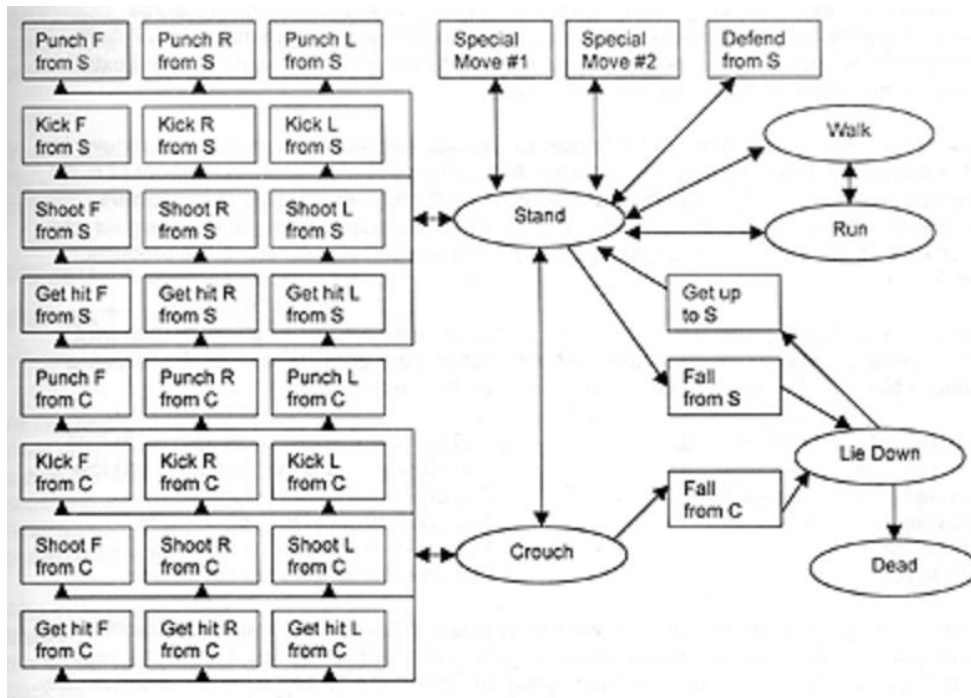 Punch F
from S
Punch R
from S
Punch L
from S
Special
Move #1
Special
Move #2
Defend
from S
Kick F
from S
Kick R
from S
Kick L
from S
Walk
Shoot F
from S
Shoot R
from S
Shoot L
from S
Stand
Run
Get hit F
from S
Get hit R
from S
Get hit L
from S
Get up
to S
Punch F
from C
Punch R
from C
Punch L
from C
Fall
from S
Kick F
from C
Kick R
from C
Kick L
from C
Lie Down
Fall
from C
Shoot F
from C
Shoot R
from C
Shoot L
from C
Crouch
Dead
Get hit F
from C
Get hit R
from C
Get hit L
from C